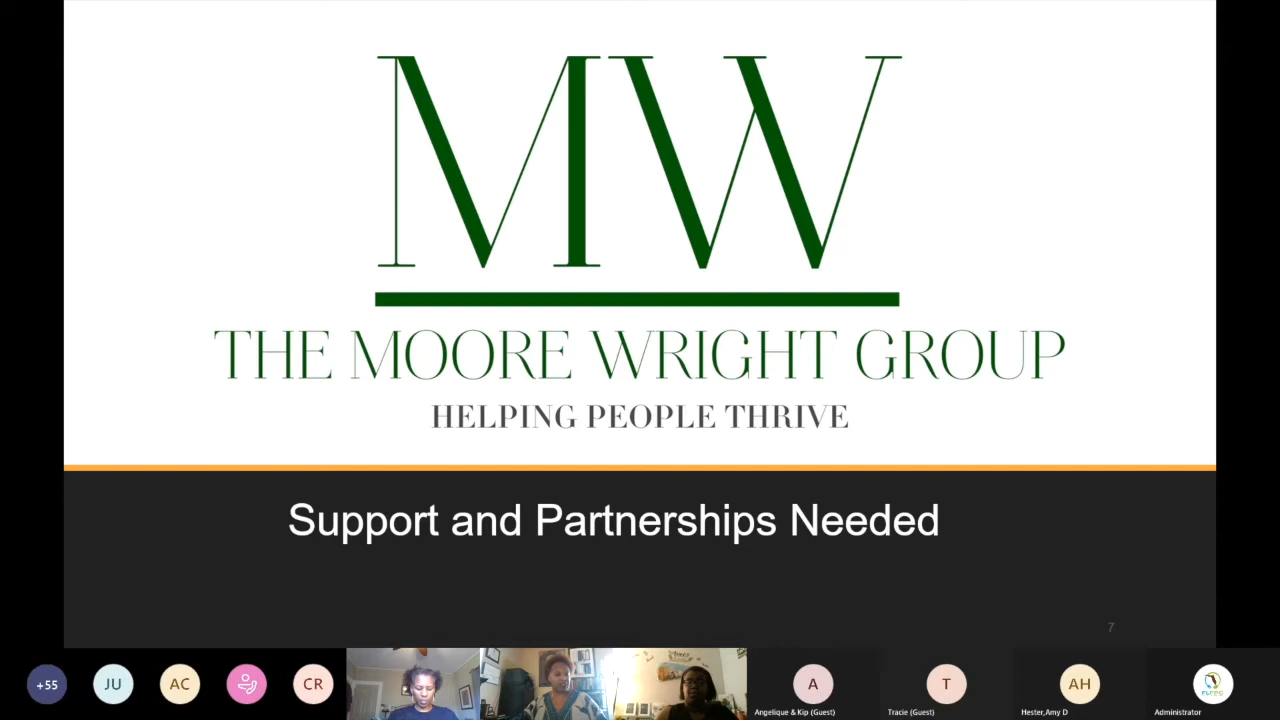 MW
THE MOORE WRIGHT GROUP
HELPING PEOPLE THRIVE
Support and Partnerships Needed
7
+55
JU
AC
CR
A
Angelique & Kip (Guest)
T
Tracie (Guest)
AH
Hester,Amy D
Administrator